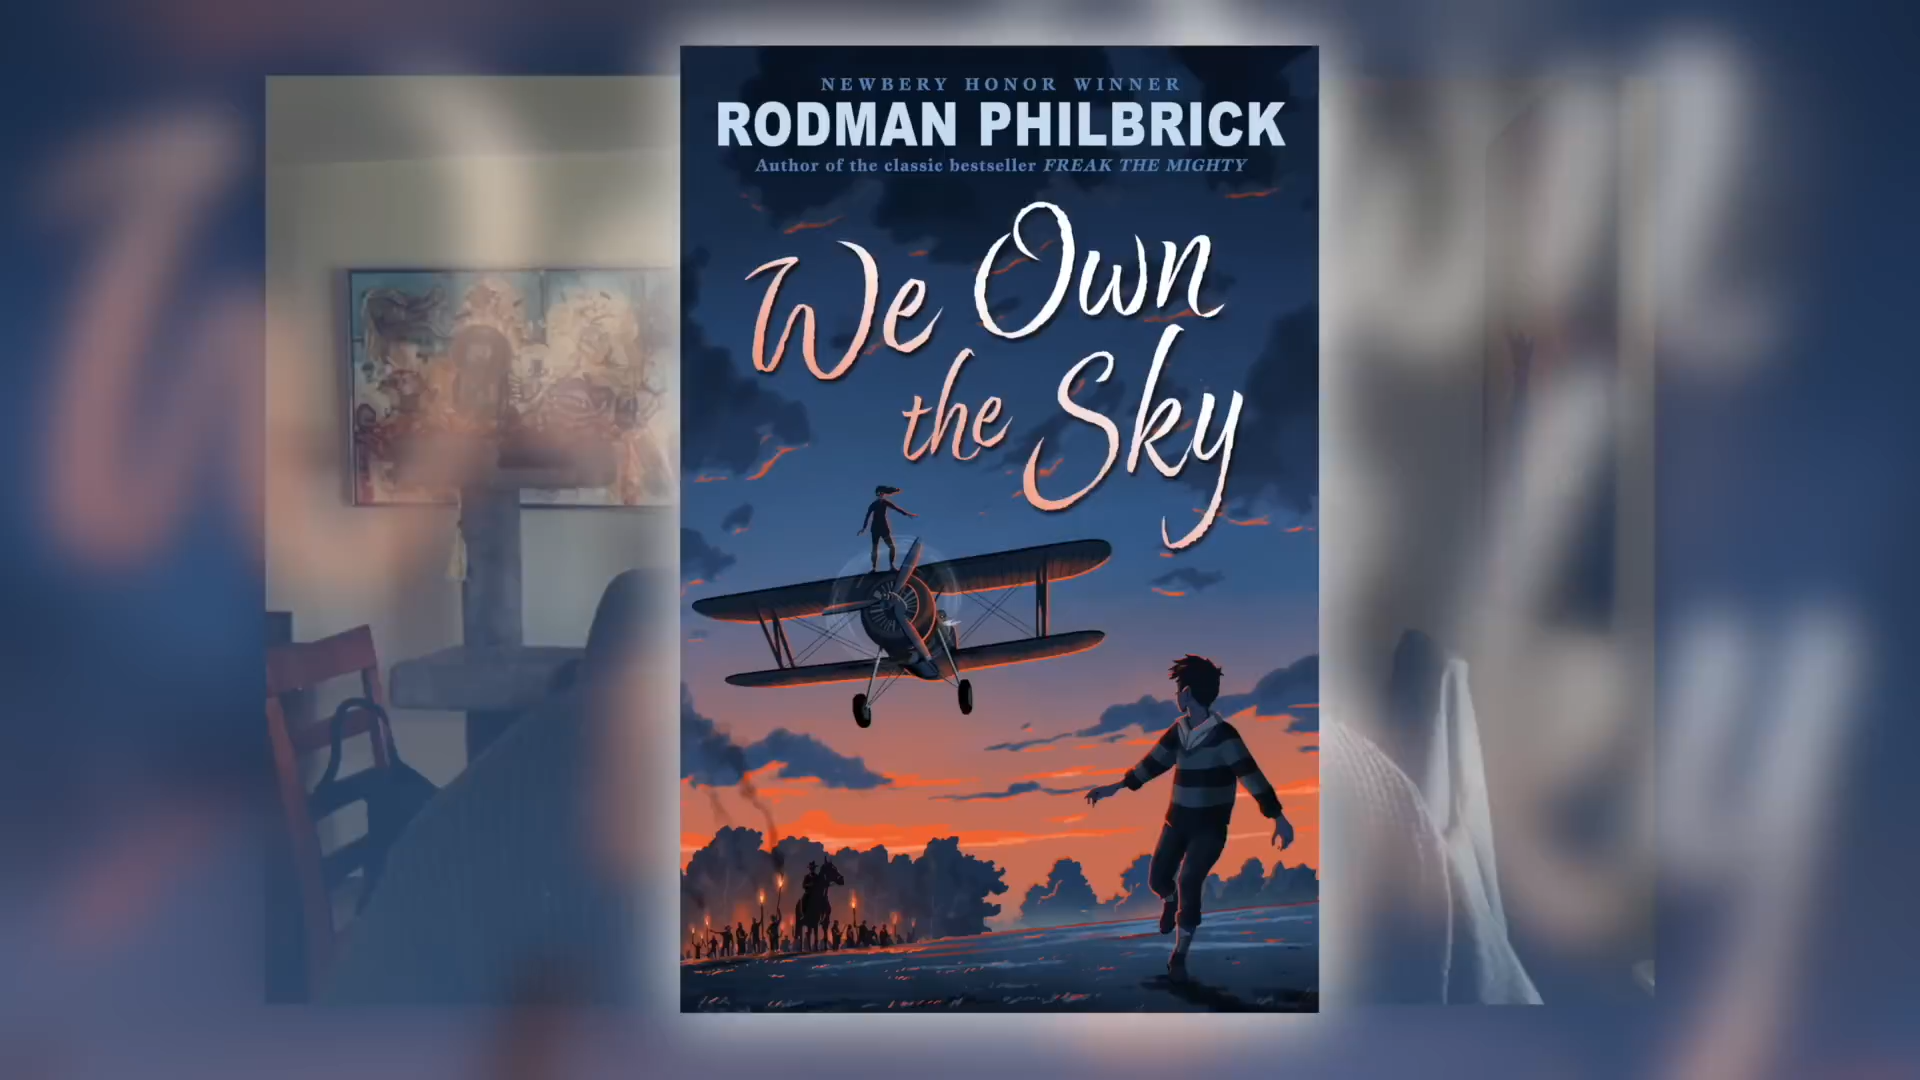 NEWBERY HONOR WINNER
RODMAN PHILBRICK
Author of the classic bestseller FREAK THE MIGHTY
We Own
the Sky